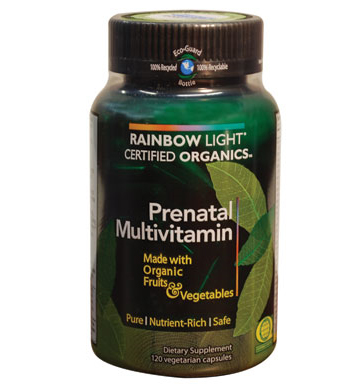 Eco-Guard
100% Recycled 100% Recyclable
Bottle
RAINBOW LIGHT®
CERTIFIED ORGANICS™
Prenatal
Multivitamin
Made with
Organic
Fruits
& Vegetables
Pure | Nutrient-Rich | Safe
Dietary Supplement
120 vegetarian capsules